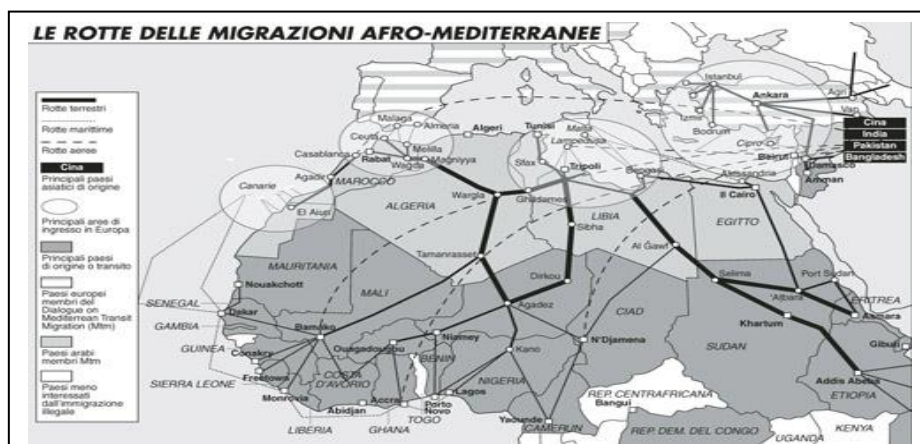 LE ROTTE DELLE MIGRAZIONI AFRO-MEDITERRANEE
Rotte terrestri
Rotte marittime
Rotte aeree
Cina
Principali paesi
asiatici di origine
Principali aree di
ingresso in Europa
Principali paesi
di origine o transito
Paesi europei
membri del
Dialogue on
Mediterrean Transit
Migration (Mtm)
Paesi arabi
membri Mtm
Paesi meno
interessati
dall'immigrazione
illegale
Istanbul
Ankara
Agri
Van
Izmir
Bodrum
Cipro
Beirut
Damasco
Amman
Cina
India
Pakistan
Bangladesh
Malaga
Almeria
Ceuta
Melilla
Casablanca
Rabat
Magniyya
Algeri
Tunisi
Malta
Lampedusa
Sfax
Tripoli
Bengasi
Alessandria
Il Cairo
Canarie
Agadir
MAROCCO
El Aiun
Wargla
Ghadames
ALGERIA
LIBIA
EGITTO
Sibha
Tamanrasset
Al Gawf
Dirkou
Selima
Port Sudan
MAURITANIA
Nouakchott
MALI
Agadez
CIAD
'Atbara
ERITREA
Asmara
SENEGAL
Dakar
GAMBIA
Bamako
Niamey
Ouagadougou
Khartum
GUINEA
Conakry
BENIN
Kano
N'Djamena
SUDAN
Gibuti
Freetown
COSTA
D'AVORIO
NIGERIA
SIERRA LEONE
Monrovia
Accra
Lagos
Addis Abeba
Abidjan
Porto
Novo
REP. CENTRAFRICANA
ETIOPIA
LIBERIA
GHANA
TOGO
Yaounde
Bangui
CAMERUN
REP. DEM. DEL CONGO
UGANDA
KENYA